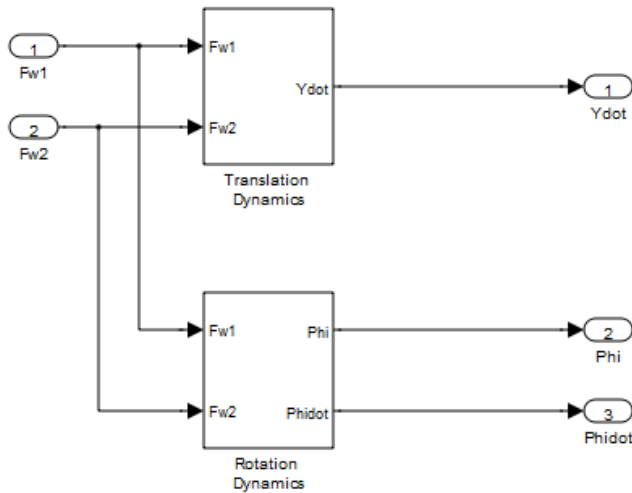 1
Fw1
2
Fw2
Fw1
Fw2
Ydot
Translation
Dynamics
1
Ydot
Fw1
Fw2
Phi
Phidot
Rotation
Dynamics
2
Phi
3
Phidot